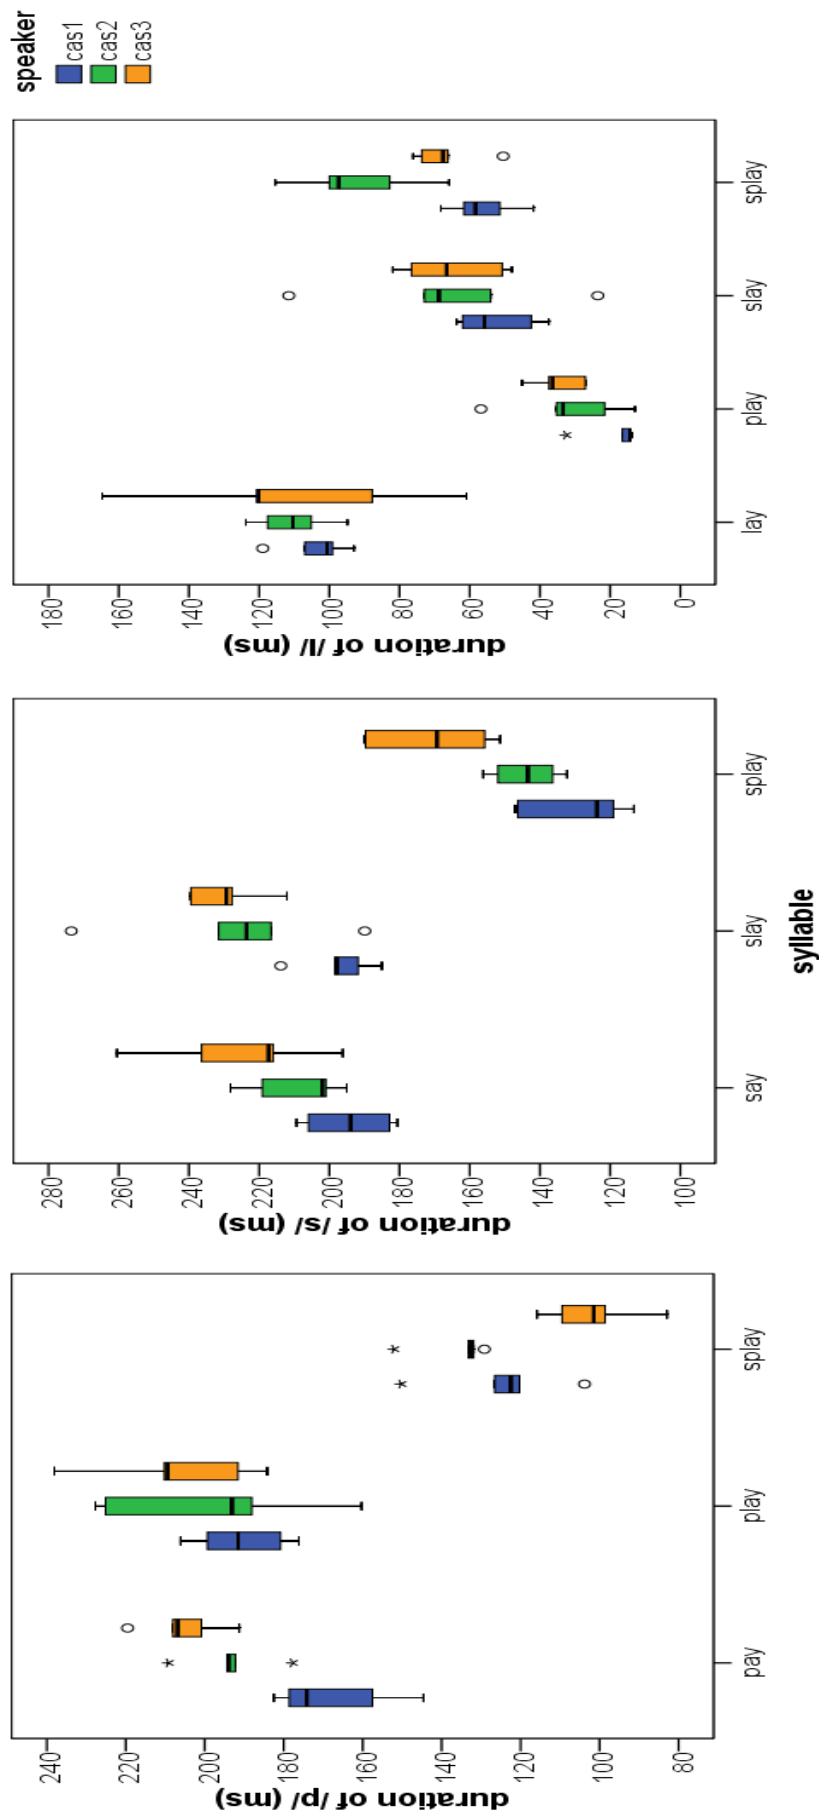 speaker
cas1
cas2
cas3
duration of /p/ (ms)
240
220
200
180
160
140
120
100
80
pay
play
splay
duration of /s/ (ms)
280
260
240
220
200
180
160
140
120
100
say
slay
splay
duration of /l/ (ms)
180
160
140
120
100
80
60
40
20
0
lay
play
slay
splay
syllable